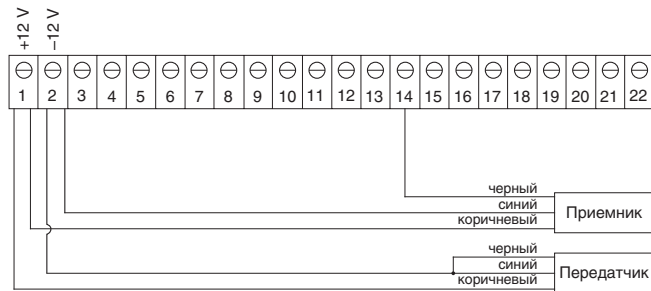 +12 V
–12 V
1 2 3 4 5 6 7 8 9 10 11 12 13 14 15 16 17 18 19 20 21 22
черный
синий
коричневый
Приемник
черный
синий
коричневый
Передатчик